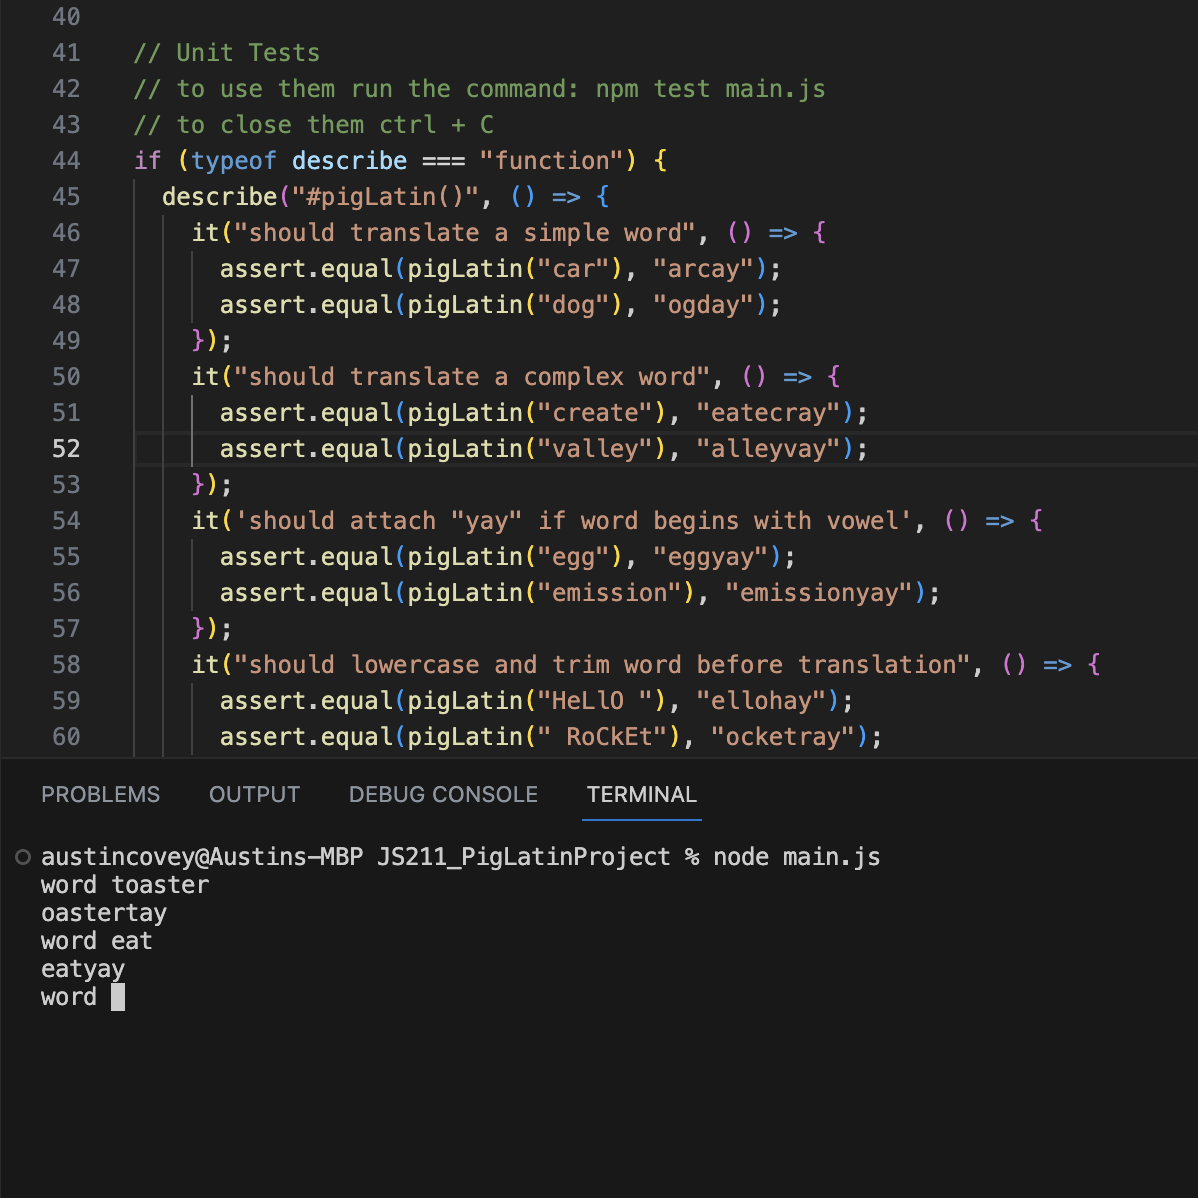 40
41 // Unit Tests
42 // to use them run the command: npm test main.js
43 // to close them ctrl + C
44 if (typeof describe === "function") {
45 describe("#pigLatin()", () => {
46 it("should translate a simple word", () => {
47 assert.equal(pigLatin("car"), "arcay");
48 assert.equal(pigLatin("dog"), "ogday");
49 });
50 it("should translate a complex word", () => {
51 assert.equal(pigLatin("create"), "eatecray");
52 assert.equal(pigLatin("valley"), "alleyvay");
53 });
54 it('should attach "yay" if word begins with vowel', () => {
55 assert.equal(pigLatin("egg"), "eggyay");
56 assert.equal(pigLatin("emission"), "emissionyay");
57 });
58 it("should lowercase and trim word before translation", () => {
59 assert.equal(pigLatin("HeLlO "), "ellohay");
60 assert.equal(pigLatin(" RoCkEt"), "ocketray");
PROBLEMS OUTPUT DEBUG CONSOLE TERMINAL
austincovey@Austins-MBP JS211_PigLatinProject % node main.js
word toaster
oastertay
word eat
eatyay
word